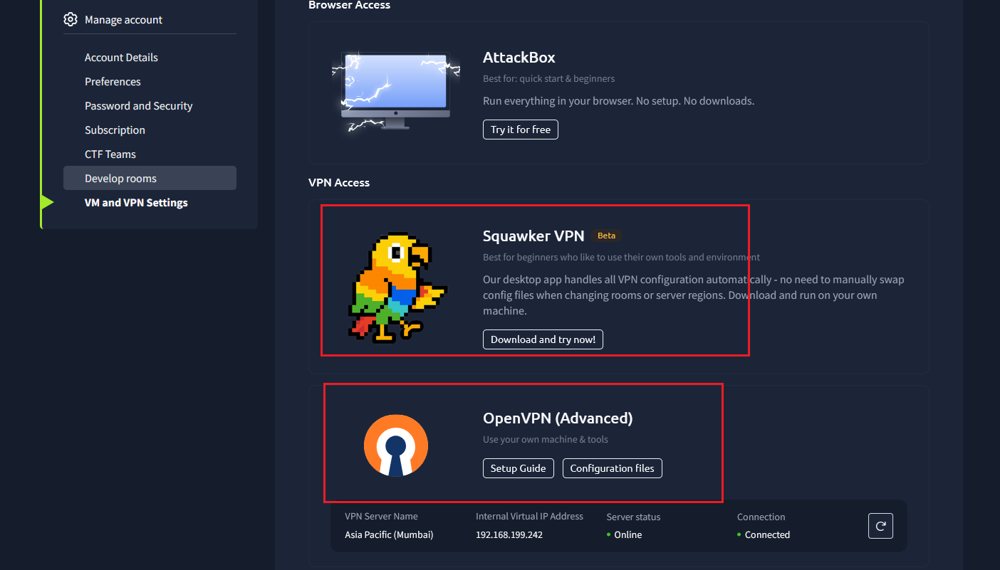 Manage account
Account Details
Preferences
Password and Security
Subscription
CTF Teams
Develop rooms
VM and VPN Settings
Browser Access
AttackBox
Best for: quick start & beginners
Run everything in your browser. No setup. No downloads.
Try it for free
VPN Access
Squawker VPN Beta
Best for beginners who like to use their own tools and environment
Our desktop app handles all VPN configuration automatically - no need to manually swap
config files when changing rooms or server regions. Download and run on your own
machine.
Download and try now!
OpenVPN (Advanced)
Use your own machine & tools
Setup Guide Configuration files
VPN Server Name Internal Virtual IP Address Server status Connection
Asia Pacific (Mumbai) 192.168.199.242 Online Connected